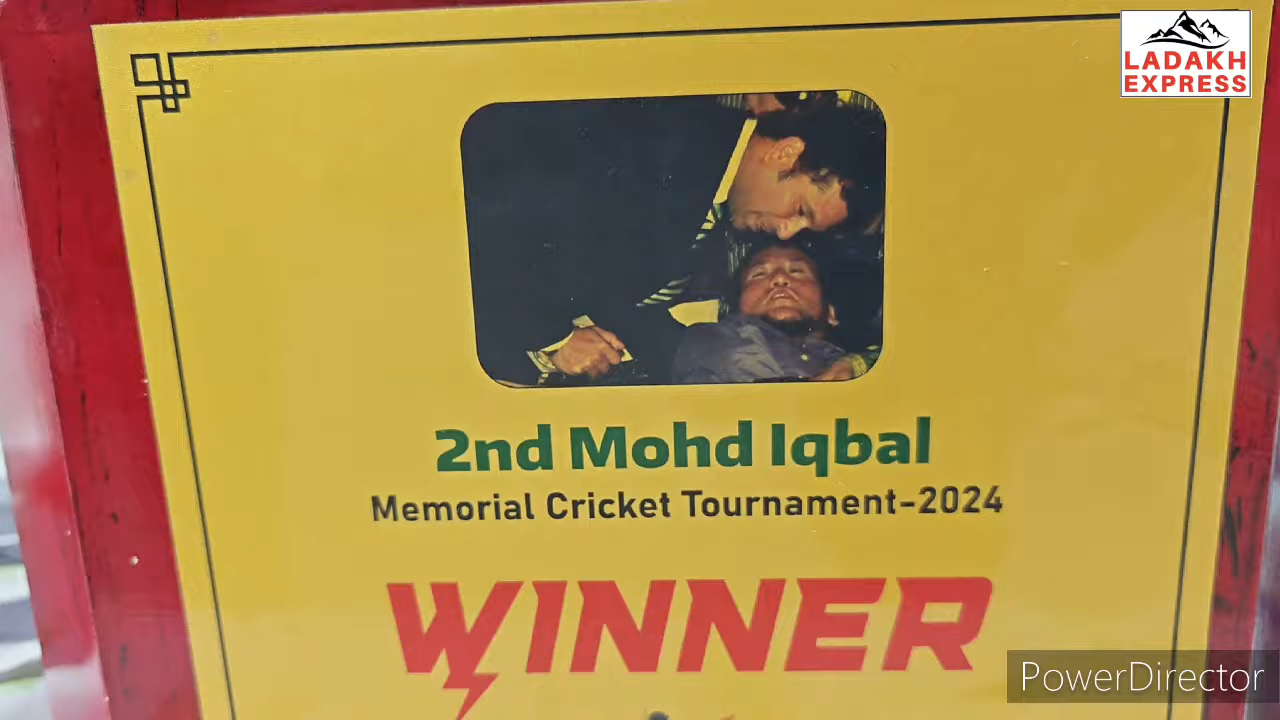 LADAKH
EXPRESS
2nd Mohd Iqbal
Memorial Cricket Tournament-2024
WINNER
PowerDirector